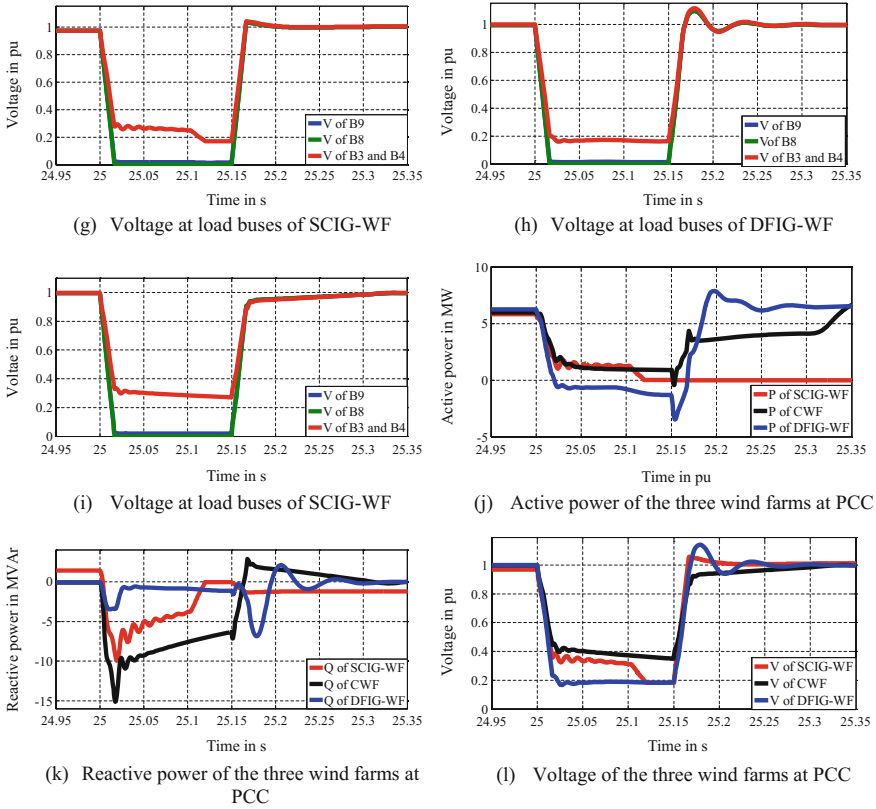 1
0.8
0.6
0.4
0.2
0
Voltage in pu
V of B9
V of B8
V of B3 and B4
24.95 25 25.05 25.1 25.15 25.2 25.25 25.3 25.35
Time in s
(g) Voltage at load buses of SCIG-WF
1
0.8
0.6
0.4
0.2
0
Voltage in pu
V of B9
Vof B8
V of B3 and B4
24.95 25 25.05 25.1 25.15 25.2 25.25 25.3 25.35
Time in s
(h) Voltage at load buses of DFIG-WF
1
0.8
0.6
0.4
0.2
0
Voltae in pu
V of B9
V of B8
V of B3 and B4
24.95 25 25.05 25.1 25.15 25.2 25.25 25.3 25.35
Time in s
(i) Voltage at load buses of SCIG-WF
10
5
0
-5
Active power in MW
P of SCIG-WF
P of CWF
P of DFIG-WF
24.95 25 25.05 25.1 25.15 25.2 25.25 25.3 25.35
Time in pu
(j) Active power of the three wind farms at PCC
0
-5
-10
-15
Reactive power in MVAr
Q of SCIG-WF
Q of CWF
Q of DFIG-WF
24.95 25 25.05 25.1 25.15 25.2 25.25 25.3 25.35
Time in s
(k) Reactive power of the three wind farms at
PCC
1
0.8
0.6
0.4
0.2
0
Voltage in pu
V of SCIG-WF
V of CWF
V of DFIG-WF
24.95 25 25.05 25.1 25.15 25.2 25.25 25.3 25.35
Time in s
(l) Voltage of the three wind farms at PCC